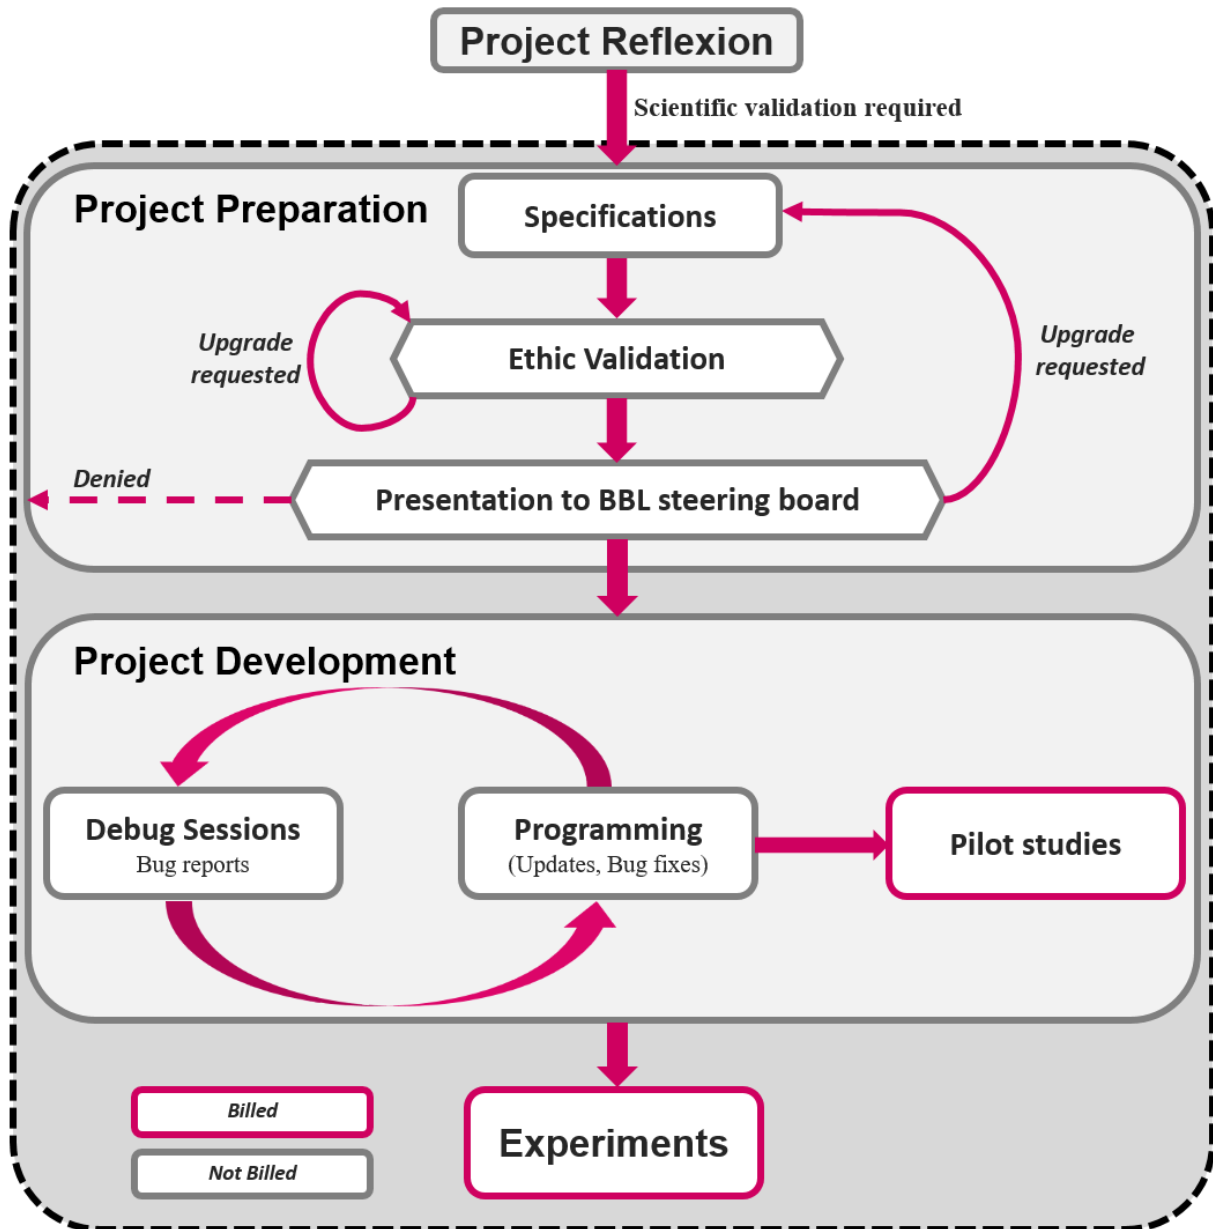 Project Reflexion
Scientific validation required
Project Preparation
Specifications
Upgrade
requested
Ethic Validation
Upgrade
requested
Denied
Presentation to BBL steering board
Project Development
Debug Sessions
Bug reports
Programming
(Updates, Bug fixes)
Pilot studies
Billed
Not Billed
Experiments